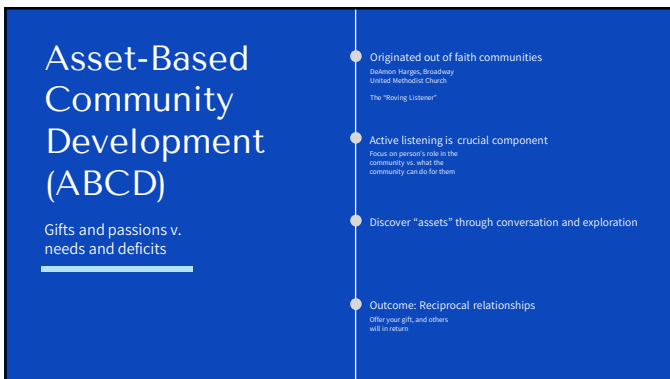 Asset-Based
Community
Development
(ABCD)
Gifts and passions v.
needs and deficits
Originated out of faith communities
DeAmon Harges, Broadway
United Methodist Church
The "Roving Listener"
Active listening is crucial component
Focus on person's role in the
community vs. what the
community can do for them
Discover "assets" through conversation and exploration
Outcome: Reciprocal relationships
Offer your gift, and others
will in return